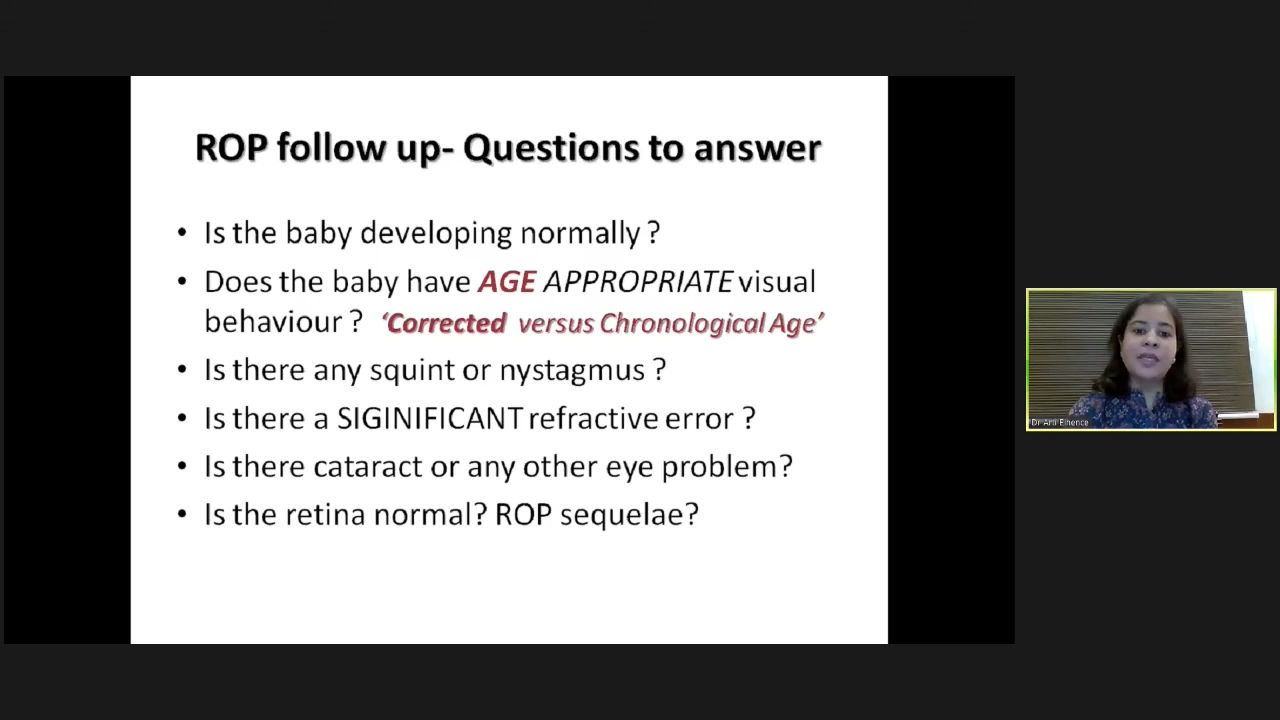 ROP follow up- Questions to answer
• Is the baby developing normally ?
• Does the baby have AGE APPROPRIATE visual
behaviour ? ‘Corrected versus Chronological Age’
• Is there any squint or nystagmus ?
• Is there a SIGINIFICANT refractive error ?
• Is there cataract or any other eye problem?
• Is the retina normal? ROP sequelae?
Dr Arti Elhence